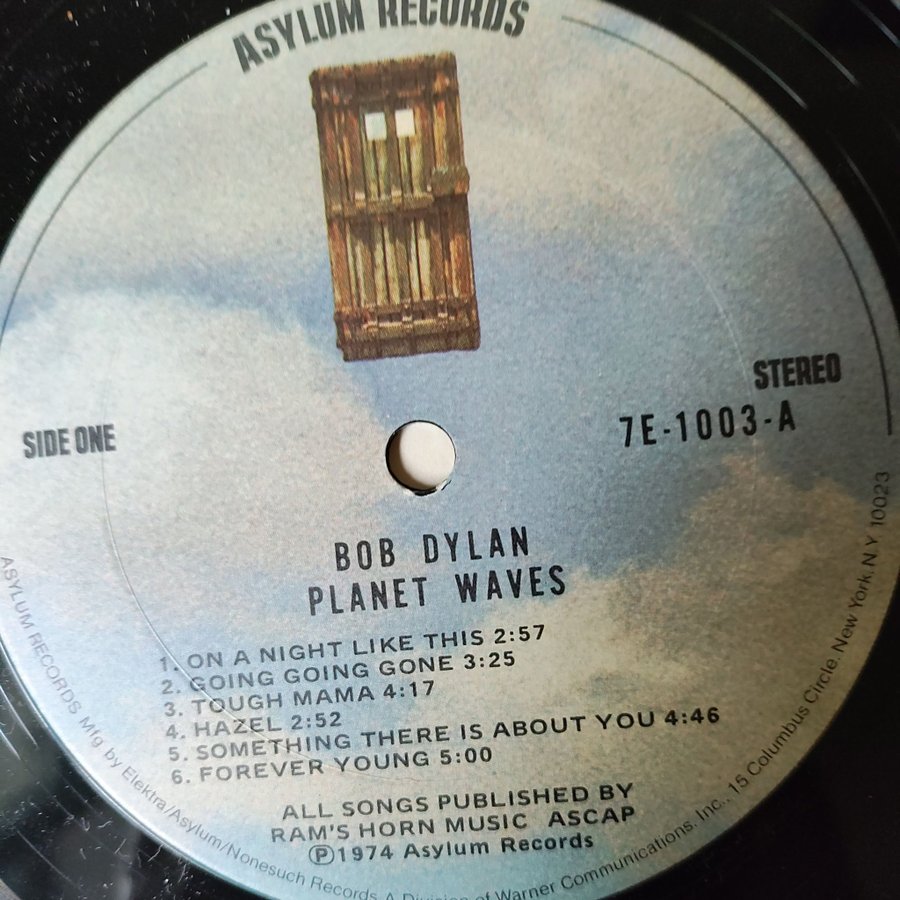 ASYLUM RECORDS
STEREO
SIDE ONE
7E-1003-A
BOB DYLAN
PLANET WAVES
1. ON A NIGHT LIKE THIS 2:57
2. GOING GOING GONE 3:25
3. TOUGH MAMA 4:17
4. HAZEL 2:52
5. SOMETHING THERE IS ABOUT YOU 4:46
6. FOREVER YOUNG 5:00
ALL SONGS PUBLISHED BY
RAM'S HORN MUSIC ASCAP
Ⓟ1974 Asylum Records
ASYLUM RECORDS Mfg by Elektra/Asylum/Nonesuch Records A Division of Warner Communications, Inc., 15 Columbus Circle, New York, N.Y 10023